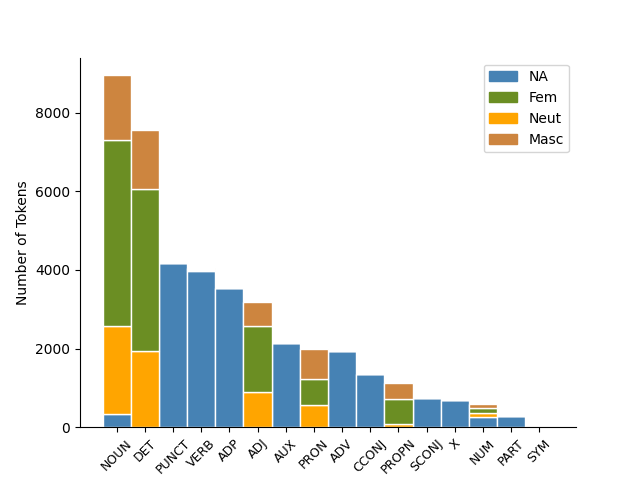 NA
Fem
Neut
Masc
Number of Tokens
8000
6000
4000
2000
0
NOUN
DET
PUNCT
VERB
ADP
ADJ
AUX
PRON
ADV
CCONJ
PROPN
SCONJ
X
NUM
PART
SYM